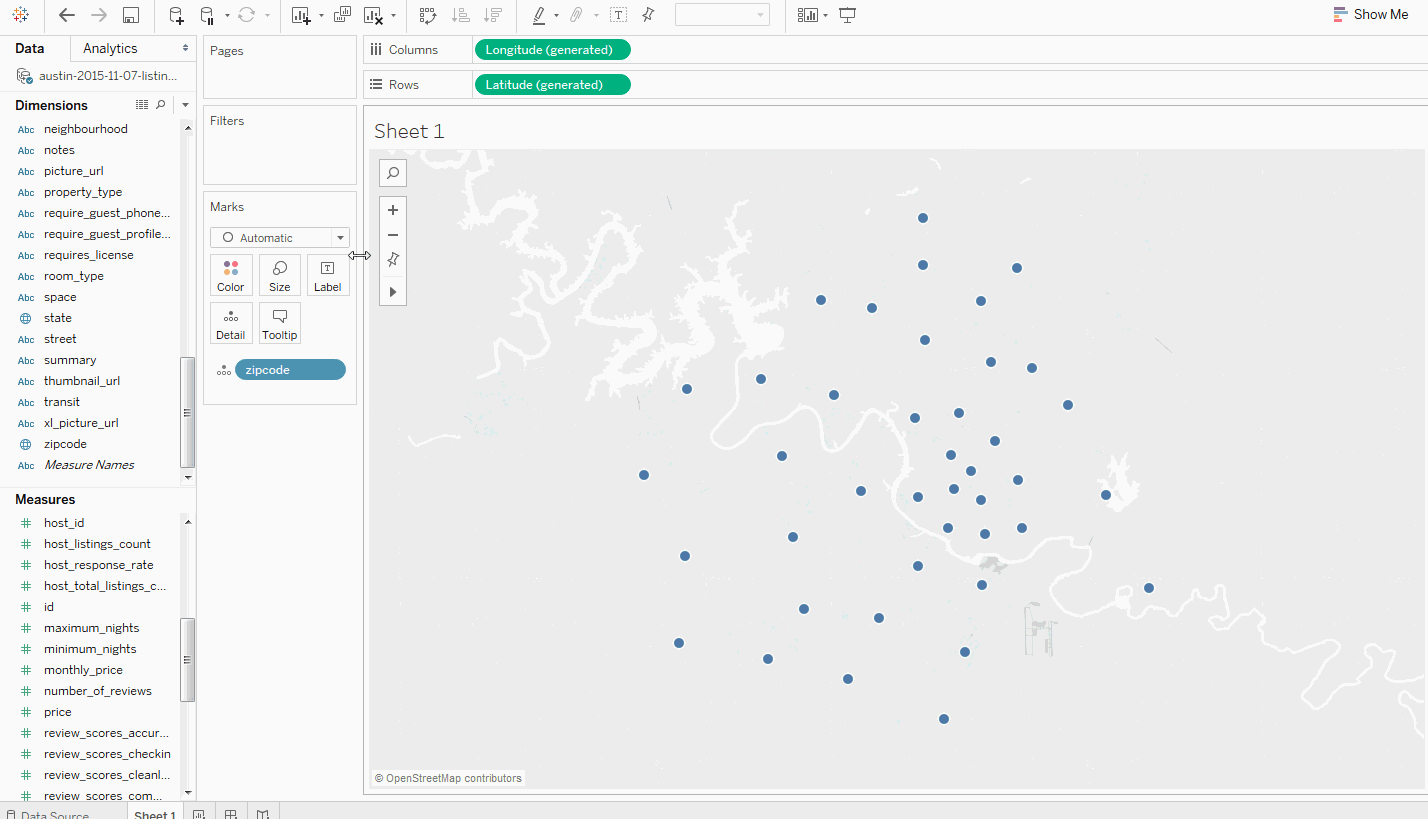 Show Me
Data
Analytics
austin-2015-11-07-listin...
Dimensions
Abc neighbourhood
Abc notes
Abc picture_url
Abc property_type
Abc require_guest_phone...
Abc require_guest_profile...
Abc requires_license
Abc room_type
Abc space
state
Abc street
Abc summary
Abc thumbnail_url
Abc transit
Abc xl_picture_url
zipcode
Abc Measure Names
Measures
# host_id
# host_listings_count
# host_response_rate
# host_total_listings_c...
# id
# maximum_nights
# minimum_nights
# monthly_price
# number_of_reviews
# price
# review_scores_accur...
# review_scores_checkin
# review_scores_cleanl...
# review_scores_com...
Pages
Filters
Marks
Automatic
Color
Size
T
Label
Detail
Tooltip
zipcode
Columns
Longitude (generated)
Rows
Latitude (generated)
Sheet 1
+
−
© OpenStreetMap contributors
Data Source
Sheet 1